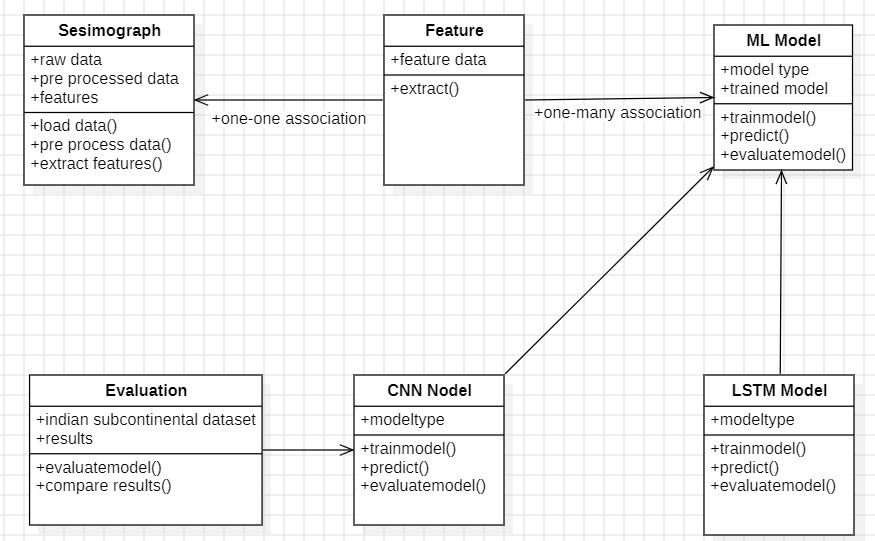 Sesimograph
+raw data
+pre processed data
+features
+load data()
+pre process data()
+extract features()
+one-one association
Feature
+feature data
+extract()
+one-many association
ML Model
+model type
+trained model
+trainmodel()
+predict()
+evaluatemodel()
Evaluation
+indian subcontinental dataset
+results
+evaluatemodel()
+compare results()
CNN Nodel
+modeltype
+trainmodel()
+predict()
+evaluatemodel()
LSTM Model
+modeltype
+trainmodel()
+predict()
+evaluatemodel()